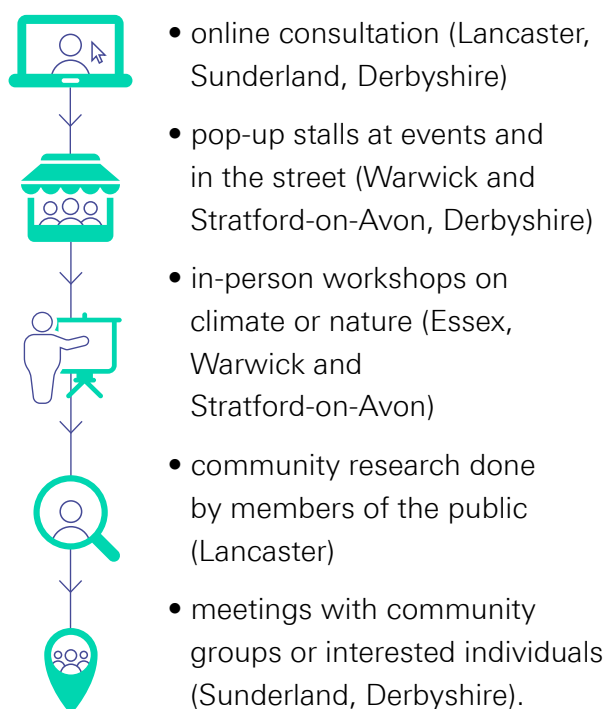 • online consultation (Lancaster,
Sunderland, Derbyshire)
• pop-up stalls at events and
in the street (Warwick and
Stratford-on-Avon, Derbyshire)
• in-person workshops on
climate or nature (Essex,
Warwick and
Stratford-on-Avon)
• community research done
by members of the public
(Lancaster)
• meetings with community
groups or interested individuals
(Sunderland, Derbyshire).